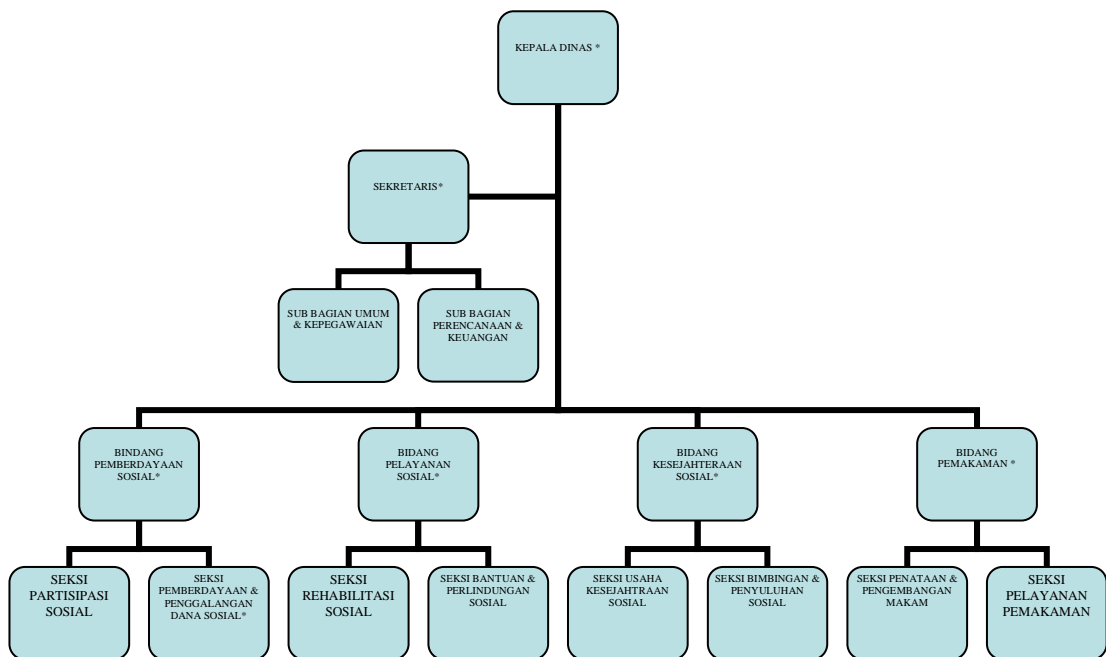 KEPALA DINAS *
SEKRETARIS*
SUB BAGIAN UMUM
& KEPEGAWAIAN
SUB BAGIAN
PERENCANAAN &
KEUANGAN
BINDANG
PEMBERDAYAAN
SOSIAL*
BIDANG
PELAYANAN
SOSIAL*
BIDANG
KESEJAHTERAAN
SOSIAL*
BIDANG
PEMAKAMAN *
SEKSI
PARTISIPASI
SOSIAL
SEKSI
PEMBERDAYAAN &
PENGGALANGAN
DANA SOSIAL*
SEKSI
REHABILITASI
SOSIAL
SEKSI BANTUAN &
PERLINDUNGAN
SOSIAL
SEKSI USAHA
KESEJAHTRAAN
SOSIAL
SEKSI BIMBINGAN &
PENYULUHAN
SOSIAL
SEKSI PENATAAN &
PENGEMBANGAN
MAKAM
SEKSI
PELAYANAN
PEMAKAMAN